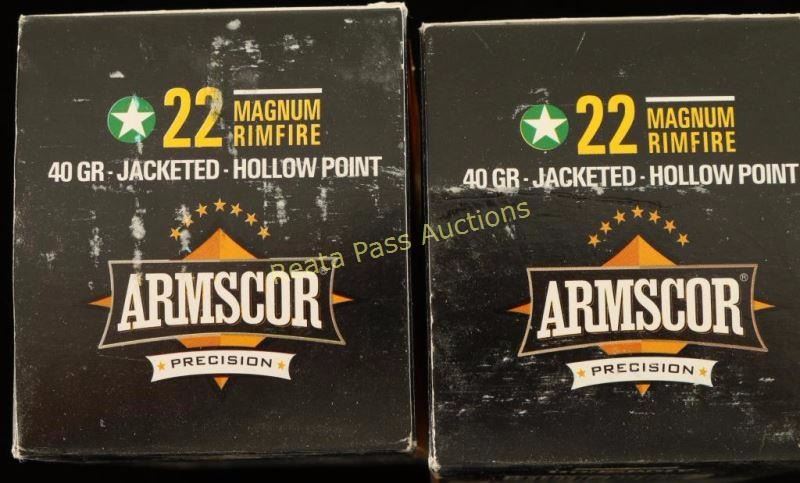 22 MAGNUM
RIMFIRE
40 GR - JACKETED - HOLLOW POINT
ARMSCOR
PRECISION
22 MAGNUM
RIMFIRE
40 GR - JACKETED - HOLLOW POINT
ARMSCOR®
PRECISION
Reata Pass Auctions